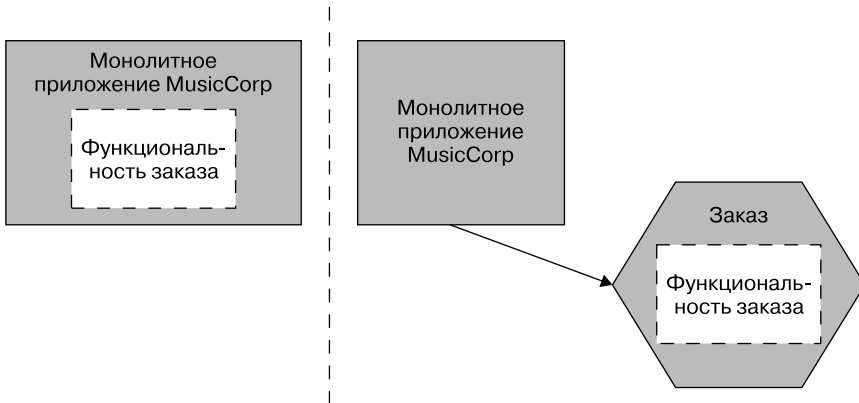 Монолитное
приложение MusicCorp
Функциональ-
ность заказа
Монолитное
приложение
MusicCorp
Заказ
Функциональ-
ность заказа